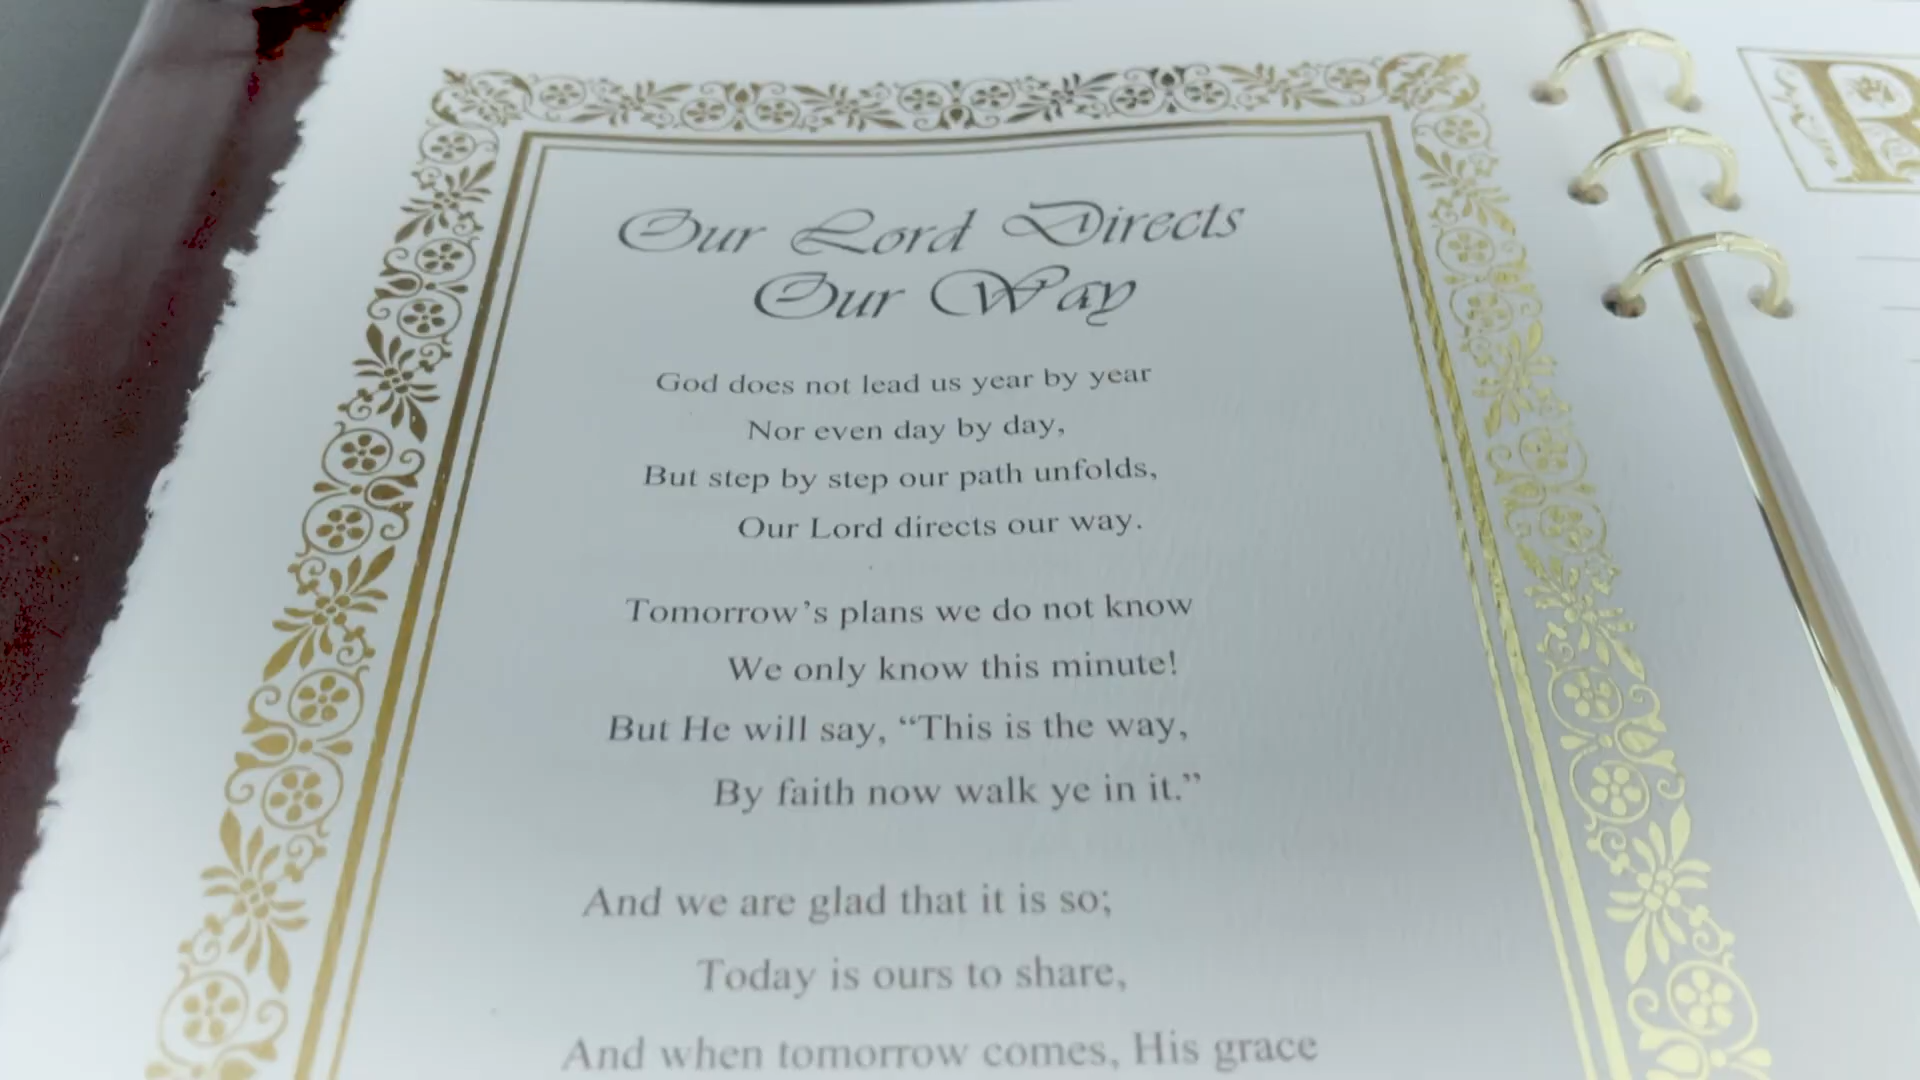 Our Lord Directs
Our Way
God does not lead us year by year
Nor even day by day,
But step by step our path unfolds,
Our Lord directs our way.
Tomorrow’s plans we do not know
We only know this minute!
But He will say, “This is the way,
By faith now walk ye in it.”
And we are glad that it is so;
Today is ours to share,
And when tomorrow comes, His grace
R